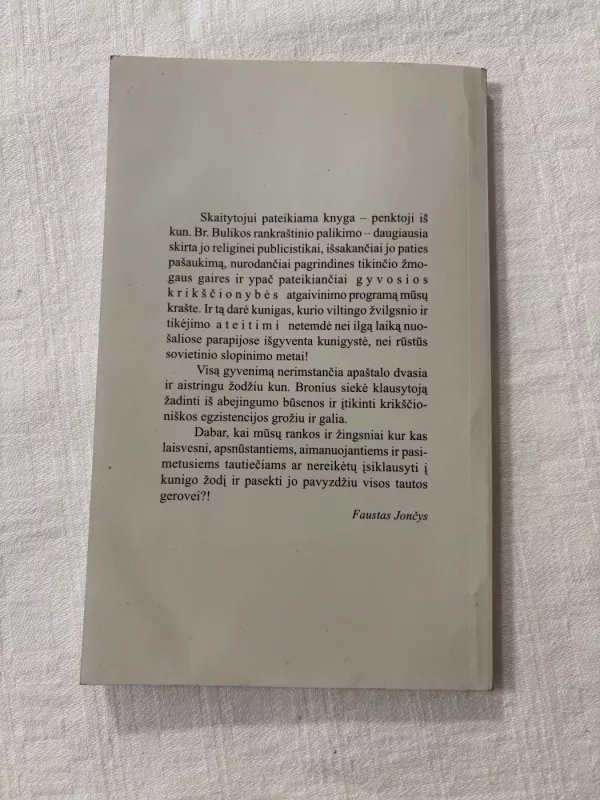 Skaitytojui pateikiama knyga – penktoji iš
kun. Br. Bulikos rankraštinio palikimo – daugiausia
skirta jo religinei publicistikai, išsakančiai jo paties
pašaukimą, nurodančiai pagrindines tikinčio žmo-
gaus gaires ir ypač pateikiančiai g y v o s i o s
k r i k š č i o n y b ė s atgaivinimo programą mūsų
krašte. Ir tą darė kunigas, kurio viltingo žvilgsnio ir
tikėjimo a t e i t i m i netemdė nei ilgą laiką nuo-
šaliose parapijose išgyventa kunigystė, nei rūstūs
sovietinio slopinimo metai!
Visą gyvenimą nerimstančia apaštalo dvasia
ir aistringu žodžiu kun. Bronius siekė klausytoją
žadinti iš abejingumo būsenos ir įtikinti krikščio-
niškos egzistencijos grožiu ir galia.
Dabar, kai mūsų rankos ir žingsniai kur kas
laisvesni, apsnūstantiems, aimanuojantiems ir pasi-
metusiems tautiečiams ar nereikėtų įsiklausyti į
kunigo žodį ir pasekti jo pavyzdžiu visos tautos
gerovei?!
Faustas Jončys